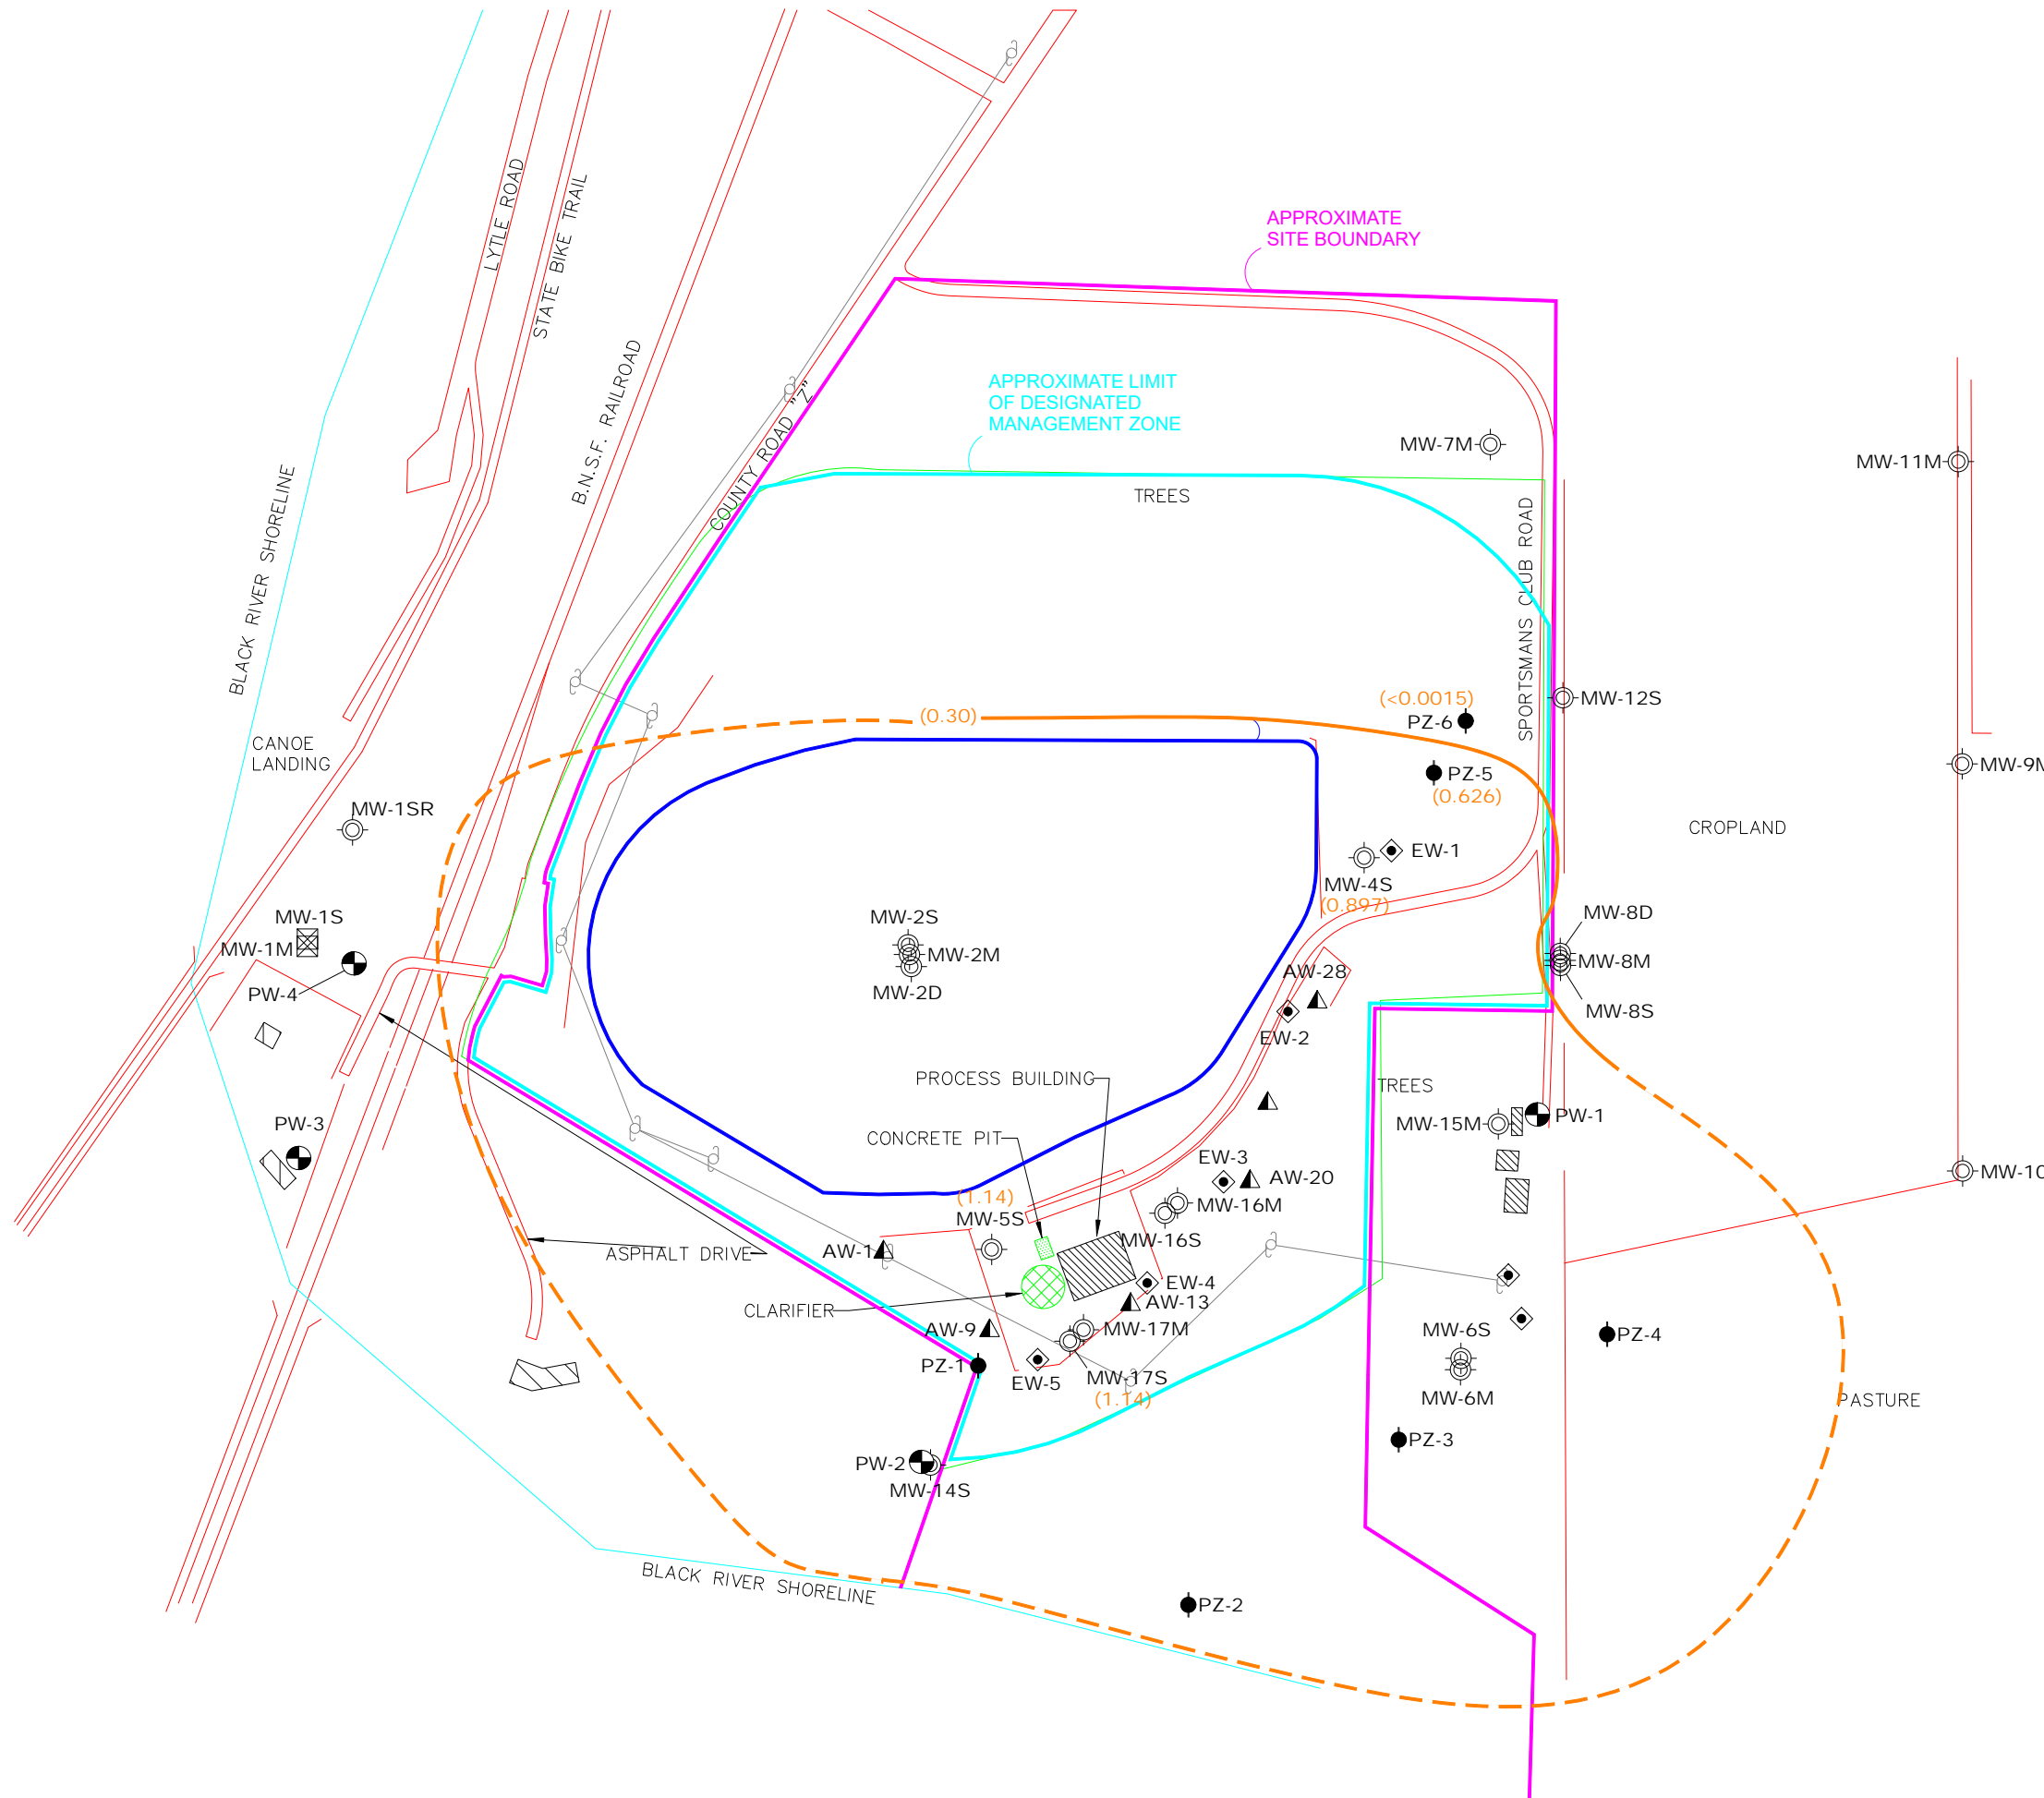 LYTLE ROAD
STATE BIKE TRAIL
B.N.S.F. RAILROAD
COUNTY ROAD "Z"
APPROXIMATE
SITE BOUNDARY
APPROXIMATE LIMIT
OF DESIGNATED
MANAGEMENT ZONE
TREES
MW-7M
MW-11M
BLACK RIVER SHORELINE
SPORTSMANS CLUB ROAD
MW-12S
(<0.0015)
PZ-6
(0.30)
CANOE
LANDING
PZ-5
(0.626)
MW-9M
MW-1SR
CROPLAND
EW-1
MW-4S
(0.897)
MW-1S
MW-1M
PW-4
MW-2S
MW-2M
MW-2D
MW-8D
MW-8M
MW-8S
AW-28
EW-2
PROCESS BUILDING
TREES
CONCRETE PIT
PW-3
MW-15M
PW-1
EW-3
AW-20
MW-10
(1.14)
MW-5S
MW-16M
MW-16S
ASPHALT DRIVE
AW-1
EW-4
AW-13
CLARIFIER
AW-9
MW-17M
MW-6S
PZ-4
PZ-1
EW-5
MW-17S
(1.14)
MW-6M
PASTURE
PZ-3
PW-2
MW-14S
BLACK RIVER SHORELINE
PZ-2